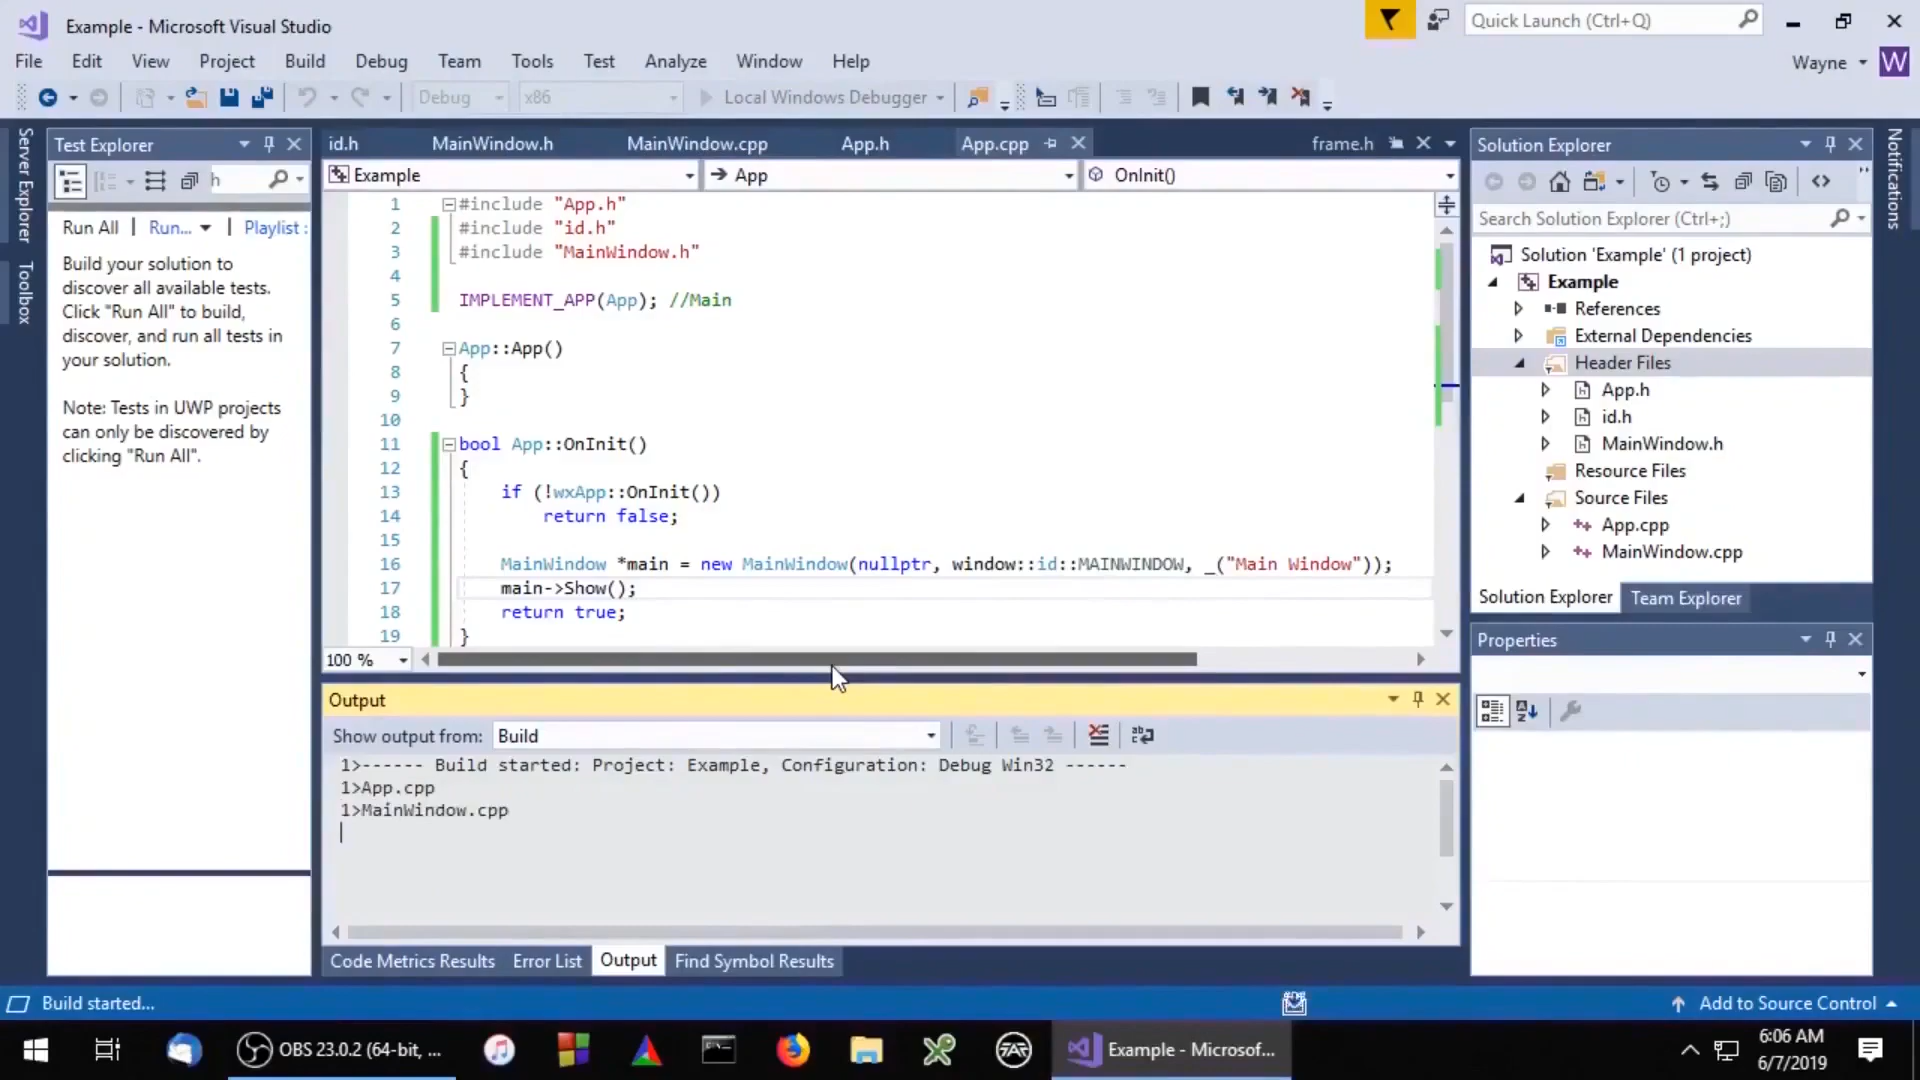 Example - Microsoft Visual Studio
Quick Launch (Ctrl+Q)
File Edit View Project Build Debug Team Tools Test Analyze Window Help
Wayne W
Debug x86 Local Windows Debugger
Server Explorer
Toolbox
Test Explorer
h
Run All | Run... | Playlist :
Build your solution to
discover all available tests.
Click "Run All" to build,
discover, and run all tests in
your solution.
Note: Tests in UWP projects
can only be discovered by
clicking "Run All".
id.h MainWindow.h MainWindow.cpp App.h App.cpp frame.h
Example App OnInit()
1 #include "App.h"
2 #include "id.h"
3 #include "MainWindow.h"
4
5 IMPLEMENT_APP(App); //Main
6
7 App::App()
8 {
9 }
10
11 bool App::OnInit()
12 {
13 if (!wxApp::OnInit())
14 return false;
15
16 MainWindow *main = new MainWindow(nullptr, window::id::MAINWINDOW, _("Main Window"));
17 main->Show();
18 return true;
19 }
100 %
Output
Show output from: Build
1>------ Build started: Project: Example, Configuration: Debug Win32 ------
1>App.cpp
1>MainWindow.cpp
Code Metrics Results Error List Output Find Symbol Results
Solution Explorer
Search Solution Explorer (Ctrl+;)
Solution 'Example' (1 project)
Example
References
External Dependencies
Header Files
App.h
id.h
MainWindow.h
Resource Files
Source Files
App.cpp
MainWindow.cpp
Solution Explorer Team Explorer
Properties
Notifications
Build started...
Add to Source Control
OBS 23.0.2 (64-bit, ...
Example - Microsof...
6:06 AM
6/7/2019